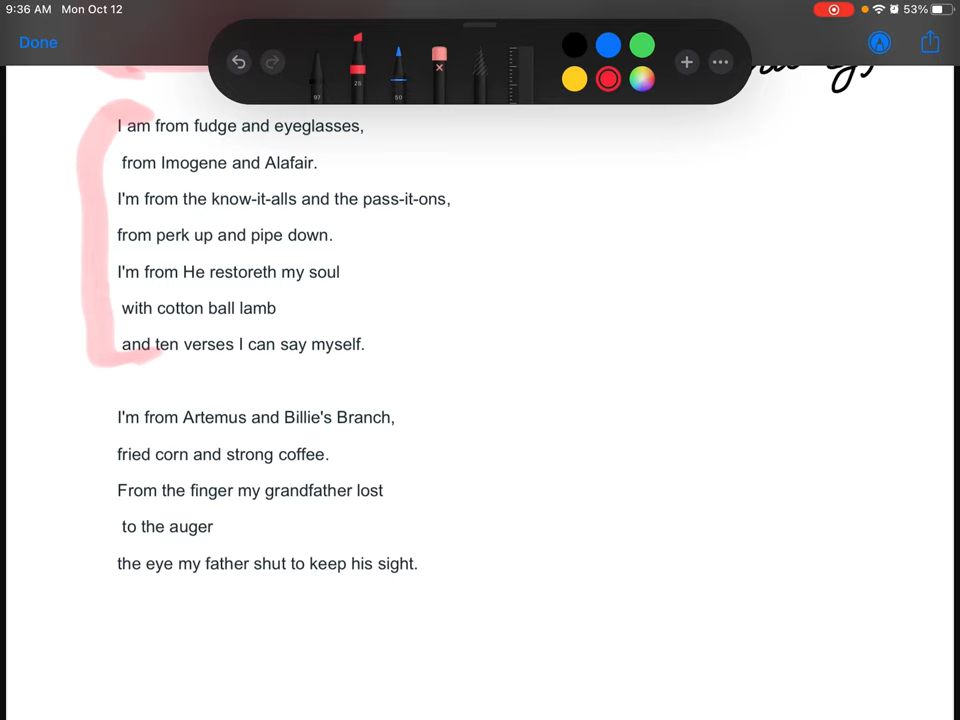 9:36 AM Mon Oct 12
53%
Done
97
25
50
I am from fudge and eyeglasses,
from Imogene and Alafair.
I'm from the know-it-alls and the pass-it-ons,
from perk up and pipe down.
I'm from He restoreth my soul
with cotton ball lamb
and ten verses I can say myself.
I'm from Artemus and Billie's Branch,
fried corn and strong coffee.
From the finger my grandfather lost
to the auger
the eye my father shut to keep his sight.